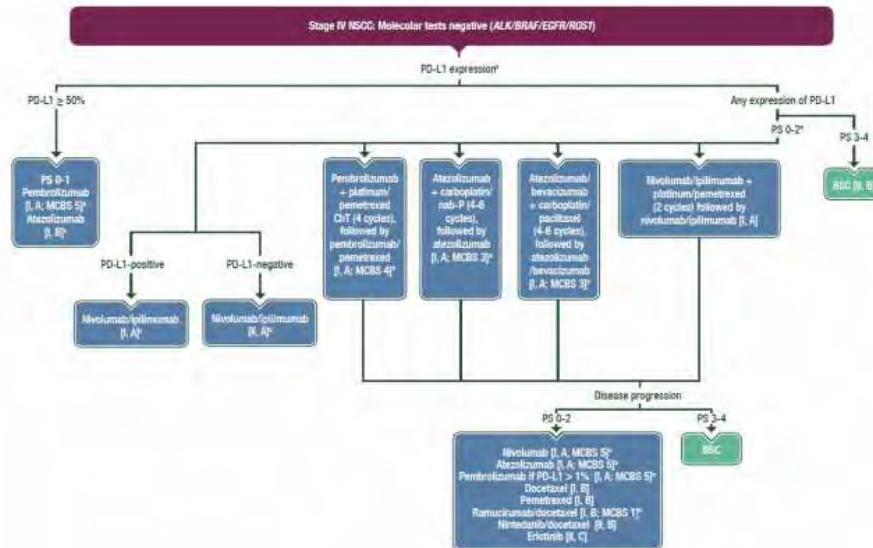 Stage IV NSCC: Molecular tests negative (ALK/BRAF/EGFR/ROS1)
PD-L1 expressionᵃ
PD-L1 ≥ 50%
Any expression of PD-L1
PS 0-2ᵃ
PS 3-4
PS 0-1
Pembrolizumab
[I, A; MCBS 5]ᵇ
Atezolizumab
[I, B]ᵇ
Pembrolizumab
+ platinum/
pemetrexed
ChT (4 cycles),
followed by
pembrolizumab/
pemetrexed
[I, A; MCBS 4]ᵇ
Atezolizumab
+ carboplatin/
nab-P (4-6
cycles),
followed by
atezolizumab
[I, A; MCBS 3]ᵇ
Atezolizumab/
bevacizumab
+ carboplatin/
paclitaxel
(4-6 cycles),
followed by
atezolizumab/
bevacizumab
[I, A; MCBS 3]ᵇ
Nivolumab/ipilimumab +
platinum/pemetrexed
(2 cycles) followed by
nivolumab/ipilimumab [I, A]
BSC [II, B]
PD-L1-positive
PD-L1-negative
Nivolumab/ipilimumab
[I, A]ᵇ
Nivolumab/ipilimumab
[II, A]ᵇ
Disease progression
PS 0-2
PS 3-4
Nivolumab [I, A; MCBS 5]ᵇ
Atezolizumab [I, A; MCBS 5]ᵇ
Pembrolizumab if PD-L1 > 1% [I, A; MCBS 5]ᵇ
Docetaxel [I, B]
Pemetrexed [I, B]
Ramucirumab/docetaxel [I, B; MCBS 1]ᵇ
Nintedanib/docetaxel [II, B]
Erlotinib [II, C]
BSC